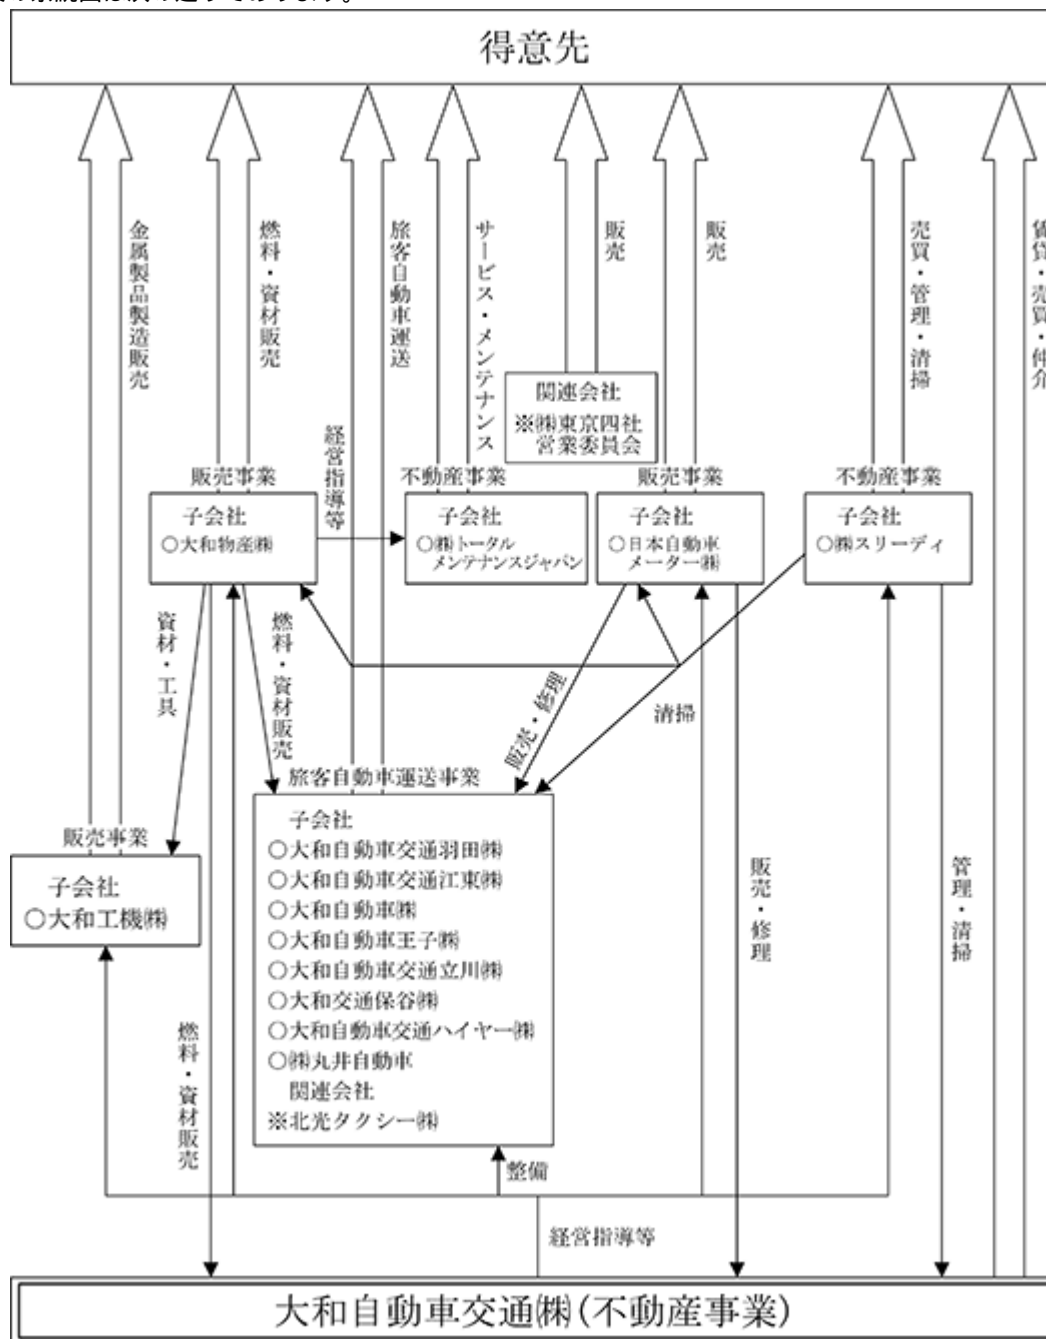 得意先
金属製品製造販売
燃料・資材販売
旅客自動車運送
サービス・メンテナンス
販売
販売
売買・管理・清掃
賃貸・売買・仲介
関連会社
※㈱東京四社
営業委員会
経営指導等
販売事業
子会社
○大和物産㈱
不動産事業
子会社
○㈱トータル
メンテナンスジャパン
販売事業
子会社
○日本自動車
メーター㈱
不動産事業
子会社
○㈱スリーディ
資材・工具
燃料・資材販売
販売・修理
清掃
旅客自動車運送事業
子会社
○大和自動車交通羽田㈱
○大和自動車交通江東㈱
○大和自動車㈱
○大和自動車王子㈱
○大和自動車交通立川㈱
○大和交通保谷㈱
○大和自動車交通ハイヤー㈱
○㈱丸井自動車
関連会社
※北光タクシー㈱
販売事業
子会社
○大和工機㈱
販売・修理
管理・清掃
燃料・資材販売
整備
経営指導等
大和自動車交通㈱(不動産事業)